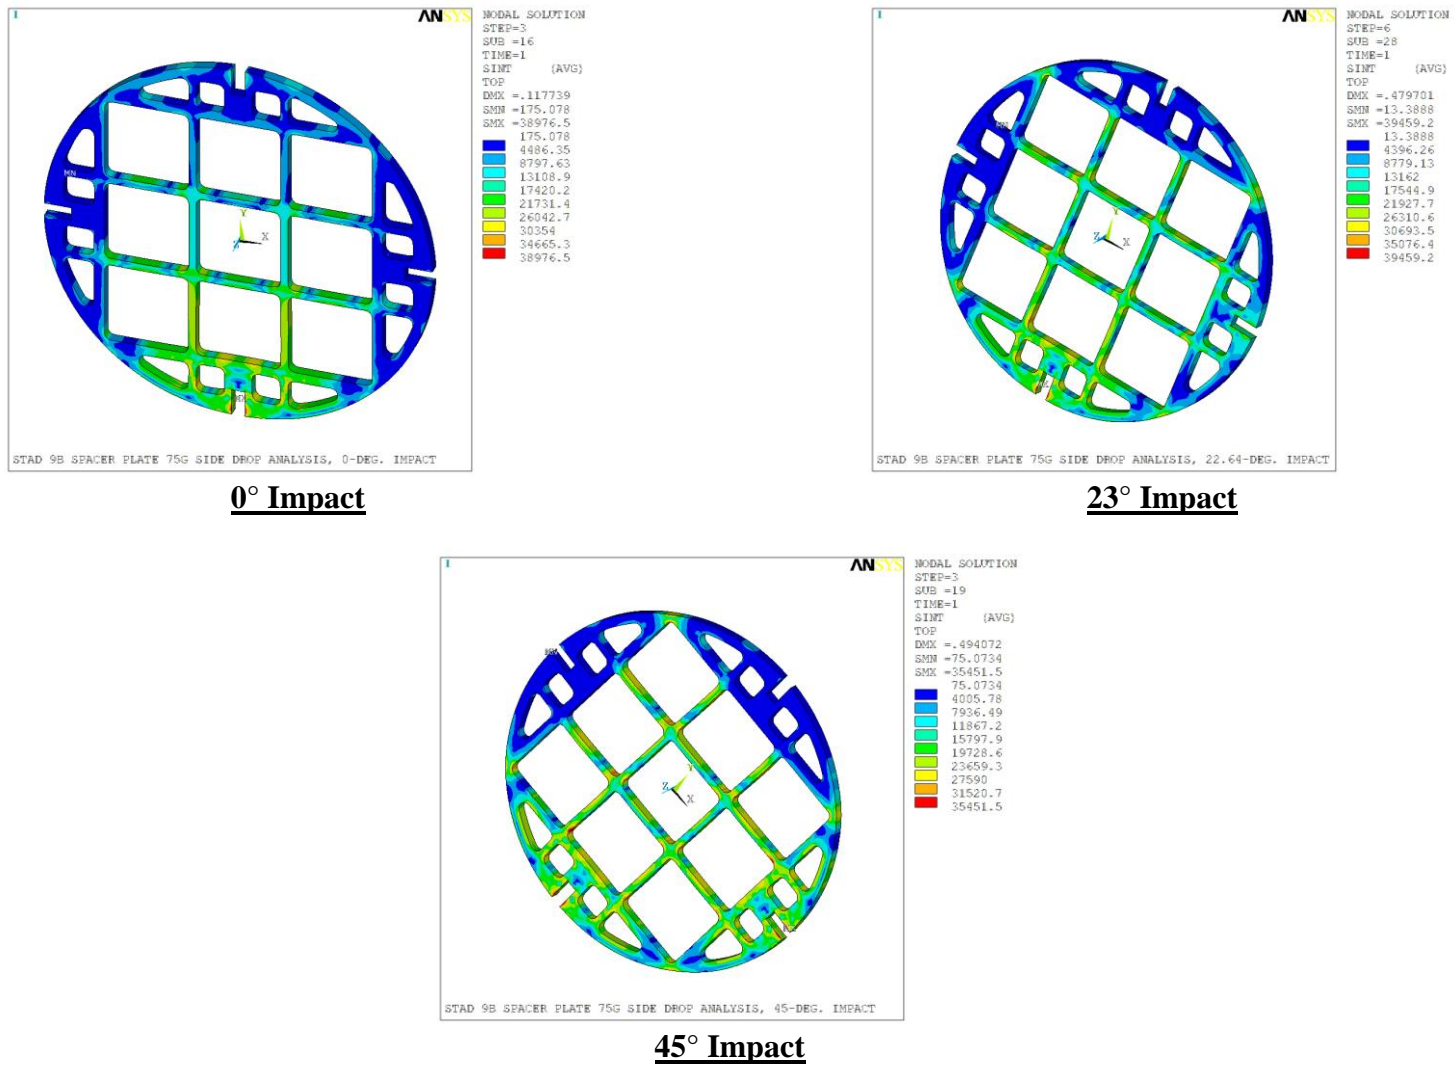 1
ANSYS
NODAL SOLUTION
STEP=3
SUB =16
TIME=1
SINT (AVG)
TOP
DMX =.117739
SMN =175.078
SMX =38976.5
175.078
4486.35
8797.63
13108.9
17420.2
21731.4
26042.7
30354
34665.3
38976.5
MN
Y
Z X
STAD 9B SPACER PLATE 75G SIDE DROP ANALYSIS, 0-DEG. IMPACT
0° Impact
1
ANSYS
NODAL SOLUTION
STEP=6
SUB =28
TIME=1
SINT (AVG)
TOP
DMX =.479701
SMN =13.3888
SMX =39459.2
13.3888
4396.26
8779.13
13162
17544.9
21927.7
26310.6
30693.5
35076.4
39459.2
MN
Y
Z X
MX
STAD 9B SPACER PLATE 75G SIDE DROP ANALYSIS, 22.64-DEG. IMPACT
23° Impact
1
ANSYS
NODAL SOLUTION
STEP=3
SUB =19
TIME=1
SINT (AVG)
TOP
DMX =.494072
SMN =75.0734
SMX =35451.5
75.0734
4005.78
7936.49
11867.2
15797.9
19728.6
23659.3
27590
31520.7
35451.5
MN
Y
Z X
MX
STAD 9B SPACER PLATE 75G SIDE DROP ANALYSIS, 45-DEG. IMPACT
45° Impact